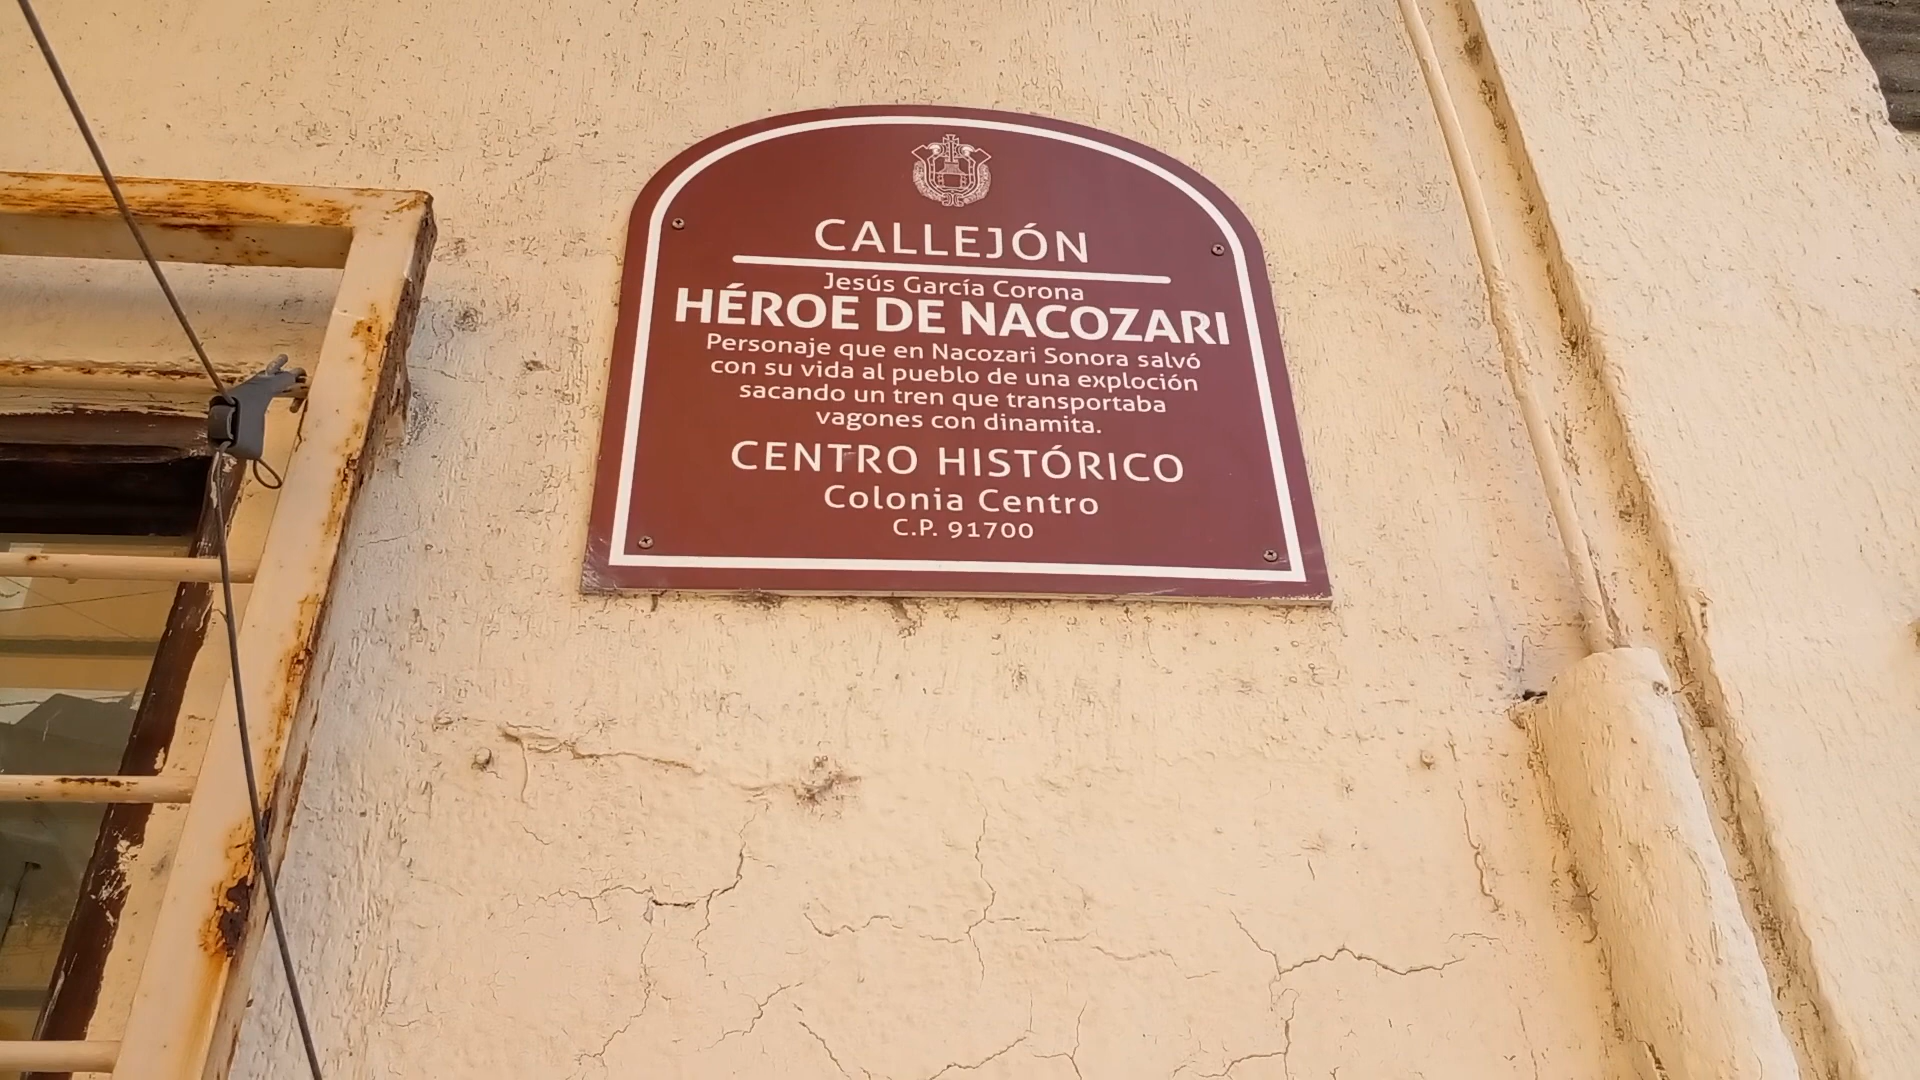 CALLEJÓN
Jesús García Corona
HÉROE DE NACOZARI
Personaje que en Nacozari Sonora salvó
con su vida al pueblo de una exploción
sacando un tren que transportaba
vagones con dinamita.
CENTRO HISTÓRICO
Colonia Centro
C.P. 91700